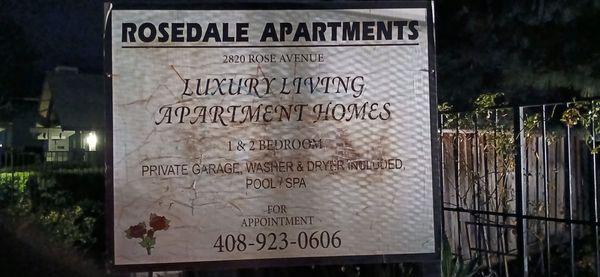 ROSEDALE APARTMENTS
2820 ROSE AVENUE
LUXURY LIVING
APARTMENT HOMES
1 & 2 BEDROOM
PRIVATE GARAGE, WASHER & DRYER INCLUDED,
POOL / SPA
FOR
APPOINTMENT
408-923-0606